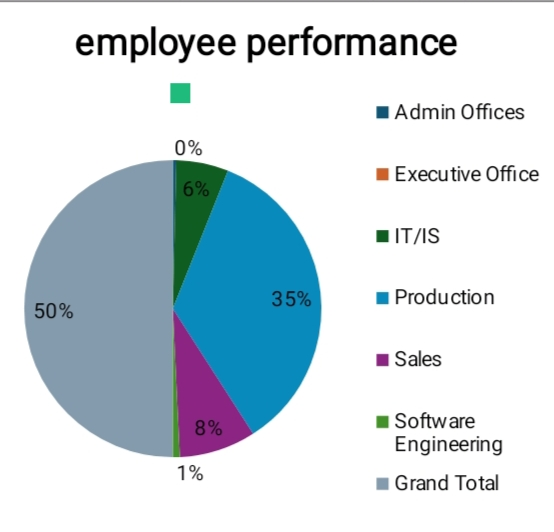 employee performance
0%
6%
35%
50%
8%
1%
Admin Offices
Executive Office
IT/IS
Production
Sales
Software
Engineering
Grand Total